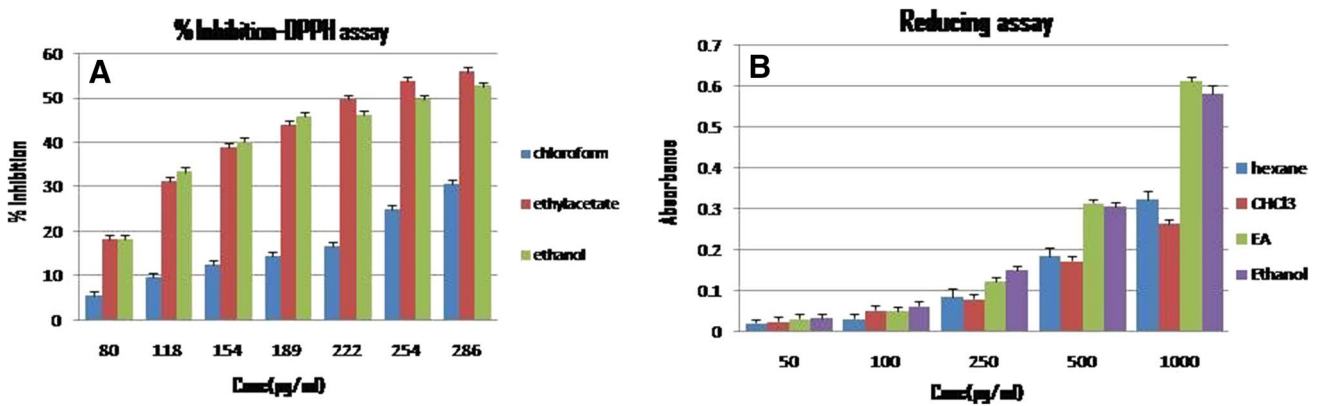 % Inhibition-DPPH assay
A
60
50
40
30
20
10
0
% Inhibition
80 118 154 189 222 254 286
Conc(µg/ml)
chloroform
ethylacetate
ethanol
Reducing assay
B
0.7
0.6
0.5
0.4
0.3
0.2
0.1
0
Absorbance
50 100 250 500 1000
Conc(µg/ml)
hexane
CHCl3
EA
Ethanol